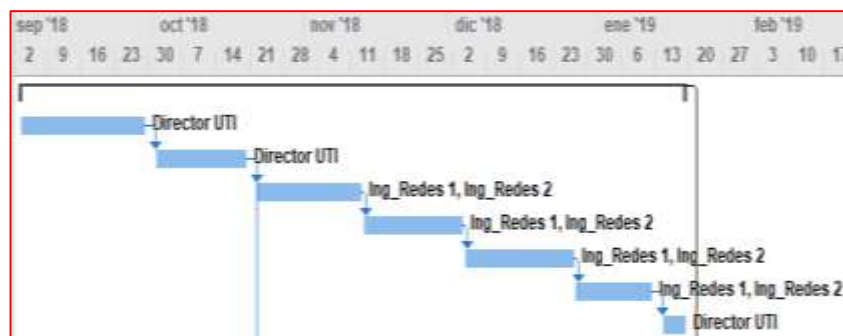 sep '18 oct '18 nov '18 dic '18 ene '19 feb '19
2 9 16 23 30 7 14 21 28 4 11 18 25 2 9 16 23 30 6 13 20 27 3 10 17
Director UTI
Director UTI
Ing_Redes 1, Ing_Redes 2
Ing_Redes 1, Ing_Redes 2
Ing_Redes 1, Ing_Redes 2
Ing_Redes 1, Ing_Redes 2
Director UTI